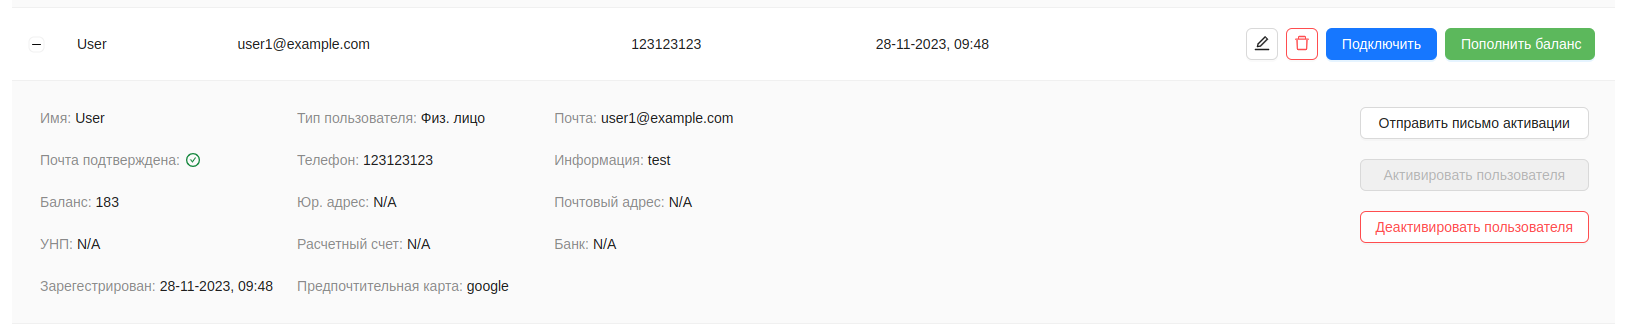 User user1@example.com 123123123 28-11-2023, 09:48 Подключить Пополнить баланс
Имя: User Тип пользователя: Физ. лицо Почта: user1@example.com Отправить письмо активации
Почта подтверждена: Телефон: 123123123 Информация: test Активировать пользователя
Баланс: 183 Юр. адрес: N/A Почтовый адрес: N/A Деактивировать пользователя
УНП: N/A Расчетный счет: N/A Банк: N/A
Зарегестрирован: 28-11-2023, 09:48 Предпочтительная карта: google